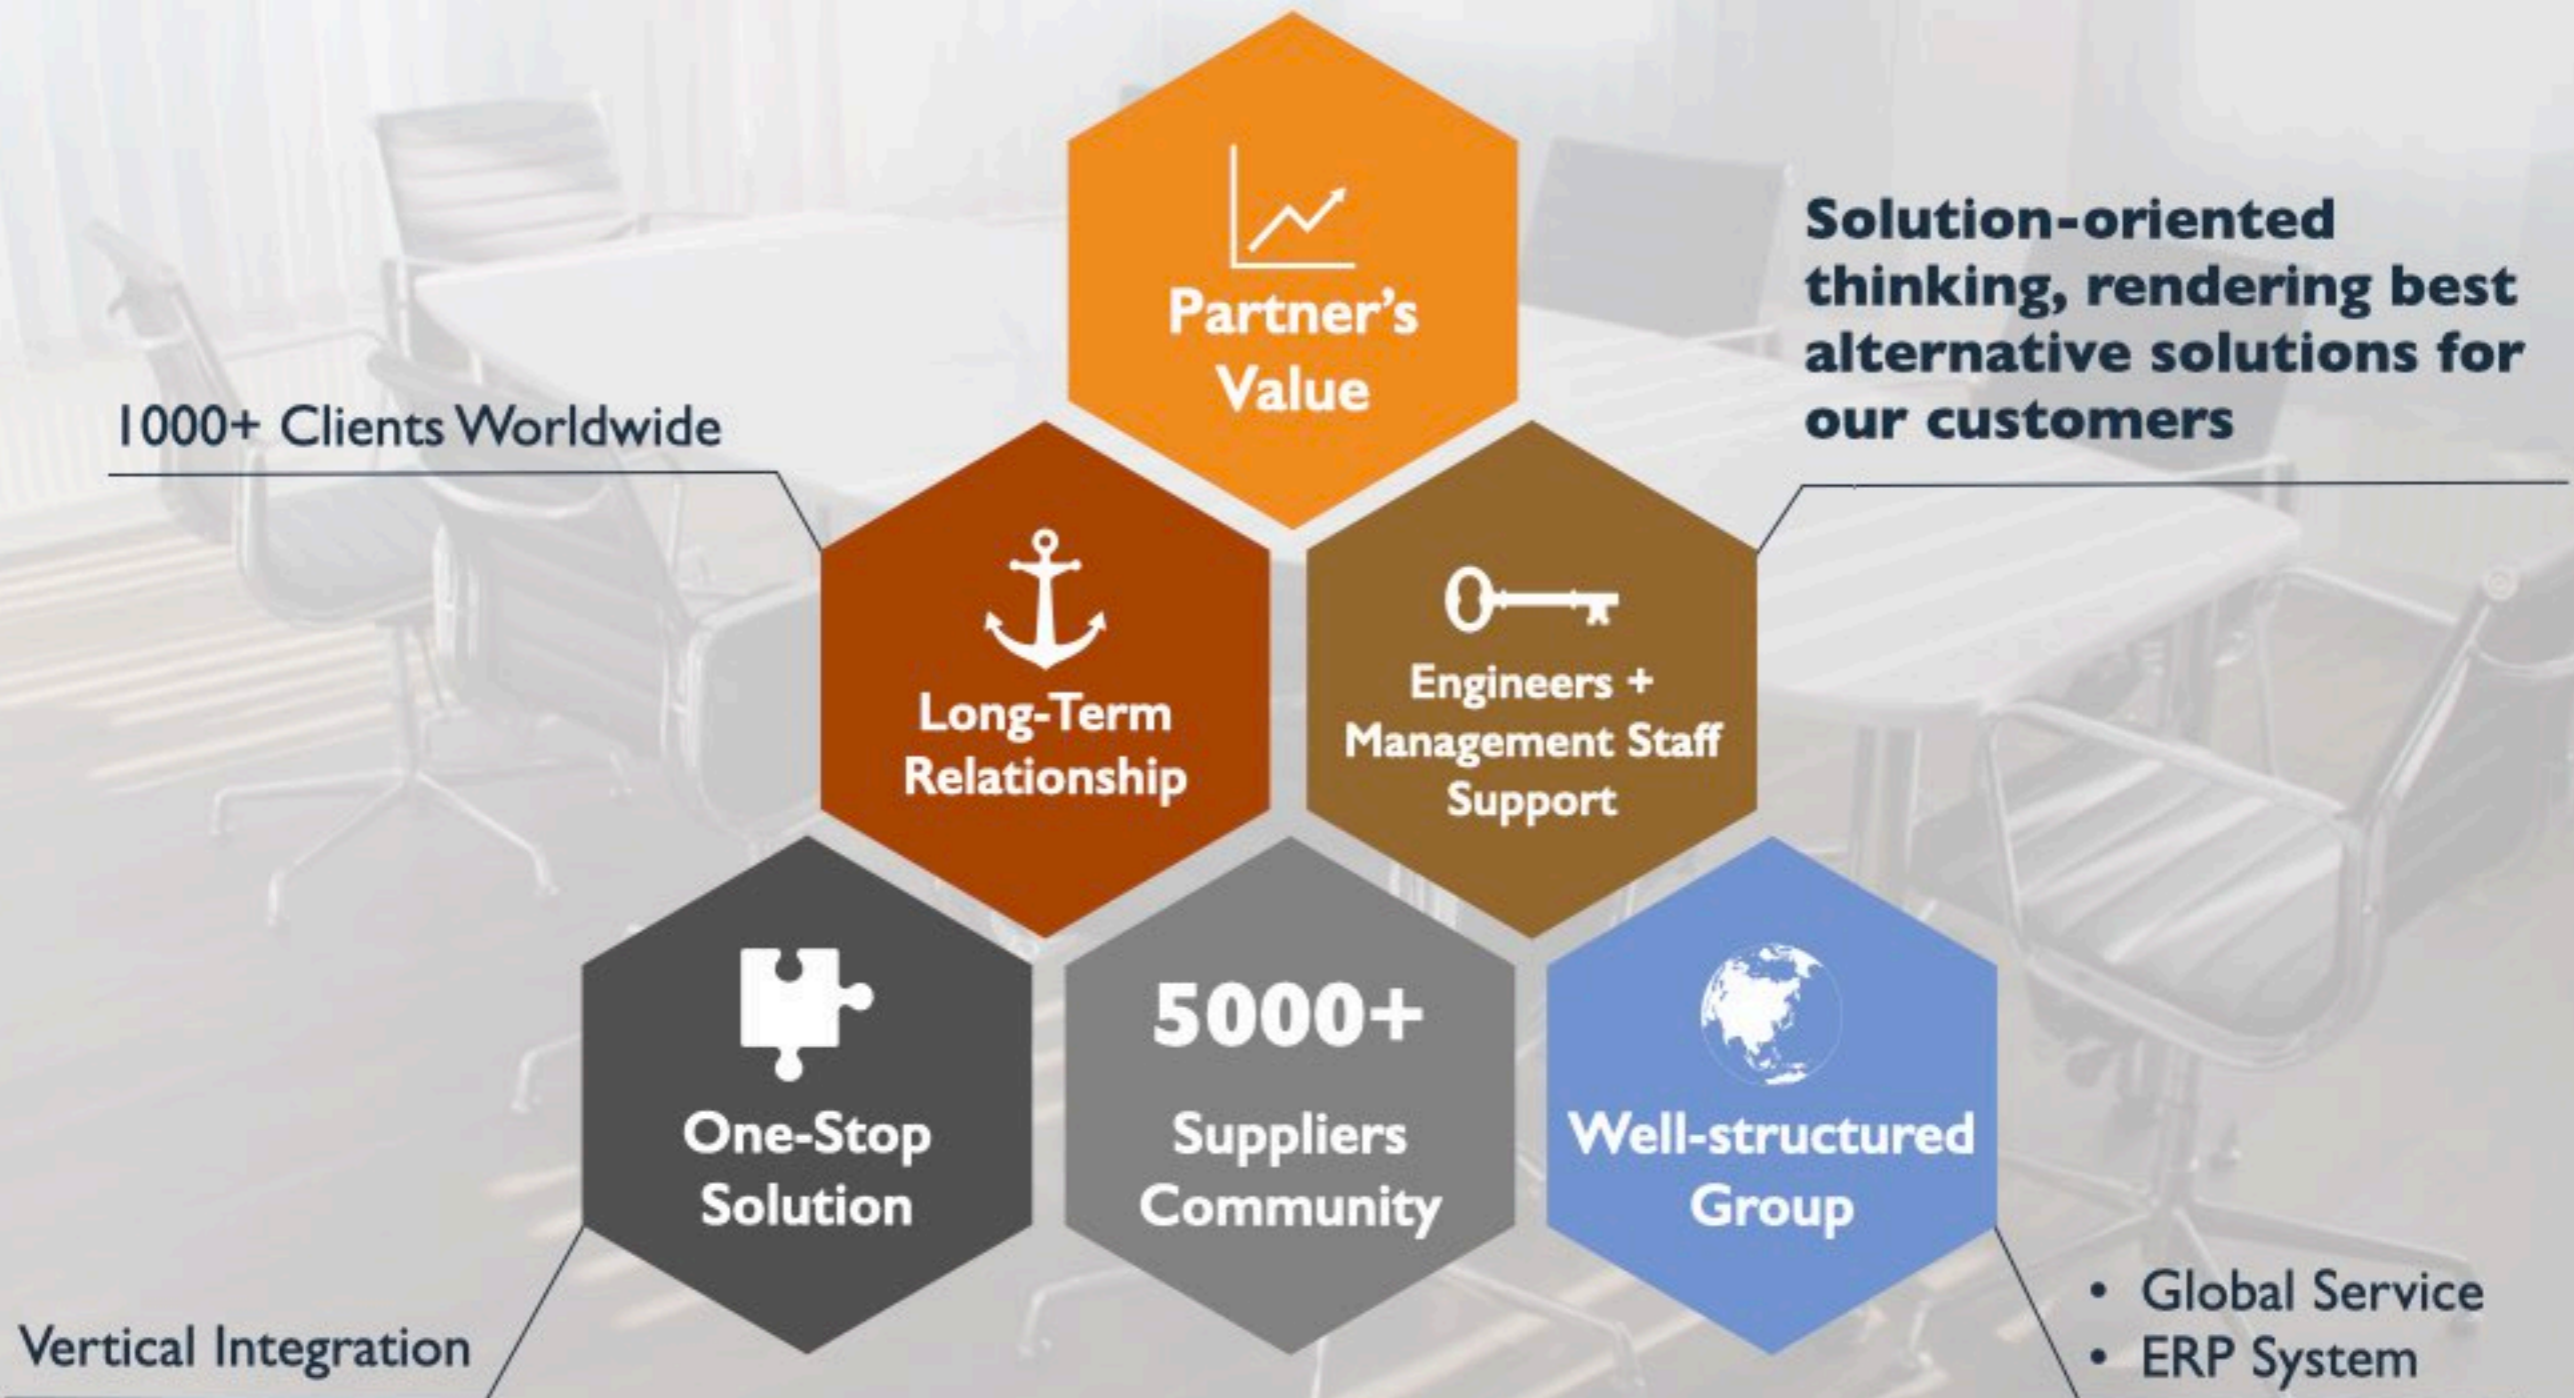 Partner's
Value
Solution-oriented
thinking, rendering best
alternative solutions for
our customers
1000+ Clients Worldwide
Long-Term
Relationship
Engineers +
Management Staff
Support
One-Stop
Solution
5000+
Suppliers
Community
Well-structured
Group
Vertical Integration
• Global Service
• ERP System